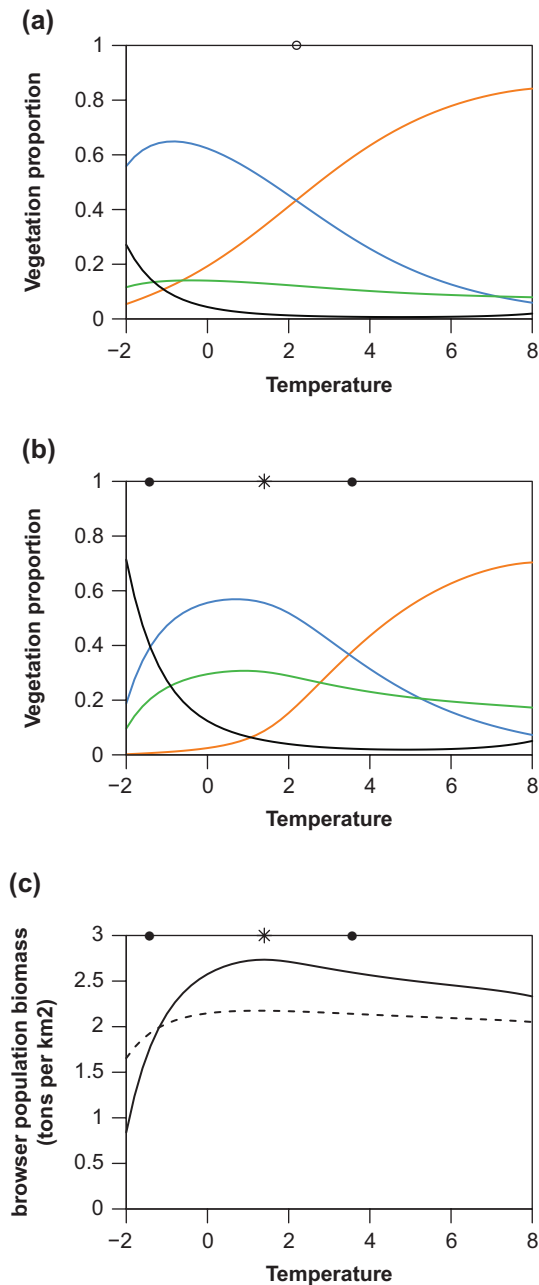 (a)
1
0.8
0.6
0.4
0.2
0
Vegetation proportion
−2 0 2 4 6 8
Temperature
(b)
1
0.8
0.6
0.4
0.2
0
Vegetation proportion
−2 0 2 4 6 8
Temperature
(c)
3
2.5
2
1.5
1
0.5
0
browser population biomass
(tons per km2)
−2 0 2 4 6 8
Temperature